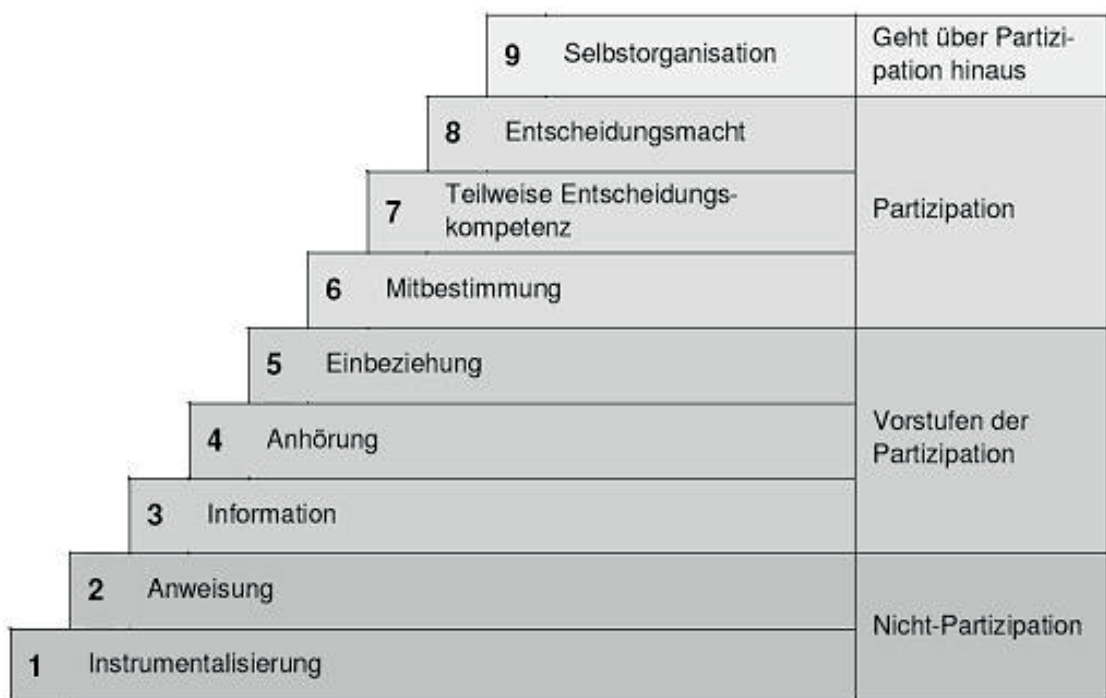 9 Selbstorganisation
Geht über Partizi-
pation hinaus
8 Entscheidungsmacht
7 Teilweise Entscheidungs-
kompetenz
6 Mitbestimmung
Partizipation
5 Einbeziehung
4 Anhörung
3 Information
Vorstufen der
Partizipation
2 Anweisung
1 Instrumentalisierung
Nicht-Partizipation